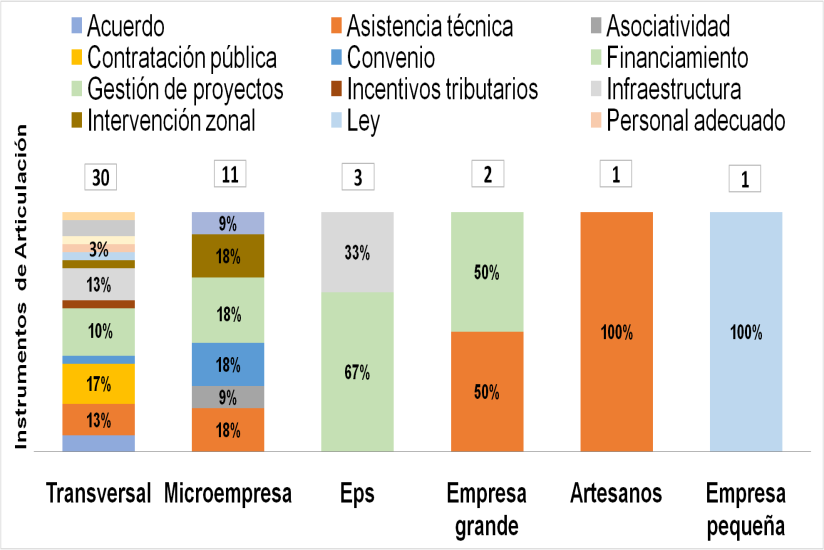 Acuerdo
Asistencia técnica
Asociatividad
Contratación pública
Convenio
Financiamiento
Gestión de proyectos
Incentivos tributarios
Infraestructura
Intervención zonal
Ley
Personal adecuado
Instrumentos de Articulación
30
11
3
2
1
1
3%
13%
10%
17%
13%
9%
18%
18%
18%
9%
18%
33%
67%
50%
50%
100%
100%
Transversal
Microempresa
Eps
Empresa
grande
Artesanos
Empresa
pequeña